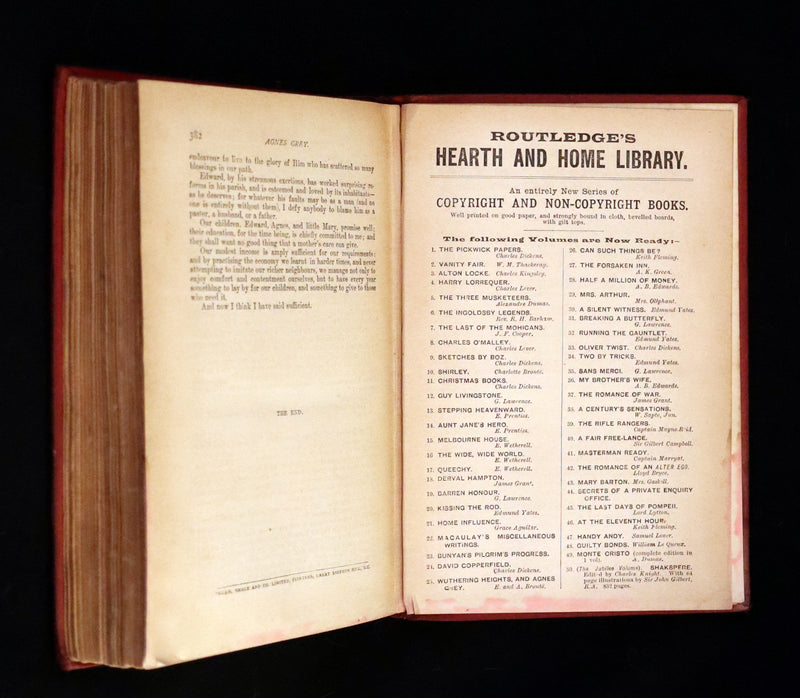 382
AGNES GREY.
endeavour to live to the glory of Him who has scattered so many
blessings in our path.
Edward, by his strenuous exertions, has worked surprising re-
forms in his parish, and is esteemed and loved by its inhabitants—
as he deserves; for whatever his faults may be as a man (and no
one is entirely without them), I defy anybody to blame him as a
pastor, a husband, or a father.
Our children, Edward, Agnes, and little Mary, promise well;
their education, for the time being, is chiefly committed to me; and
they shall want no good thing that a mother's care can give.
Our modest income is amply sufficient for our requirements:
and by practising the economy we learnt in harder times, and never
attempting to imitate our richer neighbours, we manage not only to
enjoy comfort and contentment ourselves, but to have every year
something to lay by for our children, and something to give to those
who need it.
And now I think I have said sufficient.
THE END.
ROUTLEDGE'S
HEARTH AND HOME LIBRARY.
An entirely New Series of
COPYRIGHT AND NON-COPYRIGHT BOOKS.
Well printed on good paper, and strongly bound in cloth, bevelled boards,
with gilt tops.
The following Volumes are Now Ready:—
1. THE PICKWICK PAPERS.
Charles Dickens.
2. VANITY FAIR. W. M. Thackeray.
3. ALTON LOCKE. Charles Kingsley.
4. HARRY LORREQUER.
Charles Lever.
5. THE THREE MUSKETEERS.
Alexandre Dumas.
6. THE INGOLDSBY LEGENDS.
Rev. R. H. Barham.
7. THE LAST OF THE MOHICANS.
J. F. Cooper.
8. CHARLES O'MALLEY.
Charles Lever.
9. SKETCHES BY BOZ.
Charles Dickens.
10. SHIRLEY. Charlotte Brontë.
11. CHRISTMAS BOOKS.
Charles Dickens.
12. GUY LIVINGSTONE.
G. Lawrence.
13. STEPPING HEAVENWARD.
E. Prentiss.
14. AUNT JANE'S HERO.
E. Prentiss.
15. MELBOURNE HOUSE.
E. Wetherell.
16. THE WIDE, WIDE WORLD.
E. Wetherell.
17. QUEECHY. E. Wetherell.
18. DERVAL HAMPTON.
James Grant.
19. BARREN HONOUR.
G. Lawrence.
20. KISSING THE ROD.
Edmund Yates.
21. HOME INFLUENCE.
Grace Aguilar.
22. MACAULAY'S MISCELLANEOUS
WRITINGS.
23. BUNYAN'S PILGRIM'S PROGRESS.
24. DAVID COPPERFIELD.
Charles Dickens.
25. WUTHERING HEIGHTS, AND AGNES
GREY. E. and A. Brontë.
26. CAN SUCH THINGS BE?
Keith Fleming.
27. THE FORSAKEN INN.
A. K. Green.
28. HALF A MILLION OF MONEY.
A. B. Edwards.
29. MRS. ARTHUR.
Mrs. Oliphant.
30. A SILENT WITNESS. Edmund Yates.
31. BREAKING A BUTTERFLY.
G. Lawrence.
32. RUNNING THE GAUNTLET.
Edmund Yates.
33. OLIVER TWIST. Charles Dickens.
34. TWO BY TRICKS.
Edmund Yates.
35. SANS MERCI. G. Lawrence.
36. MY BROTHER'S WIFE.
A. B. Edwards.
37. THE ROMANCE OF WAR.
James Grant.
38. A CENTURY'S SENSATIONS.
W. Sapte, Jun.
39. THE RIFLE RANGERS.
Captain Mayne Reid.
40. A FAIR FREE-LANCE.
Sir Gilbert Campbell.
41. MASTERMAN READY.
Captain Marryat.
42. THE ROMANCE OF AN ALTER EGO.
Lloyd Bryce.
43. MARY BARTON. Mrs. Gaskell.
44. SECRETS OF A PRIVATE ENQUIRY
OFFICE.
45. THE LAST DAYS OF POMPEII.
Lord Lytton.
46. AT THE ELEVENTH HOUR.
Keith Fleming.
47. HANDY ANDY. Samuel Lover.
48. GUILTY BONDS. William Le Queux.
49. MONTE CRISTO (complete edition in
1 vol). A. Dumas.
50. (The Jubilee Volume). SHAKSPERE.
Edited by Charles Knight. With 64
page illustrations by Sir John Gilbert,
R.A. 832 pages.